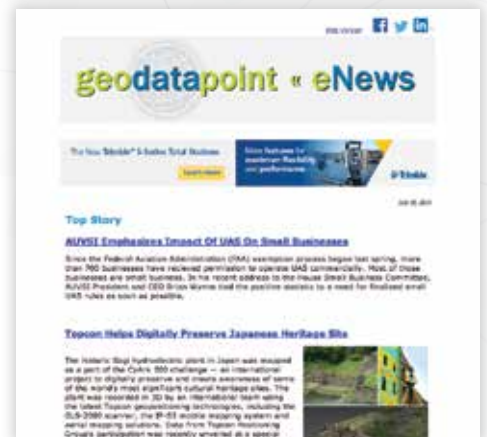 Web Version
geodatapoint « eNews
The New Trimble® S-Series Total Stations
Learn more
More features for
maximum flexibility
and performance.
Trimble
Top Story
AUVSI Emphasizes Impact Of UAS On Small Businesses
Since the Federal Aviation Administration (FAA) exemption process began last spring, more
than 700 businesses have recieved permission to operate UAS commercially. Most of those
businesses are small business. In his recent address to the House Small Business Committee,
AUVSI President and CEO Brian Wynne tied the positive statistic to a need for finalized small
UAS rules as soon as possible.
Topcon Helps Digitally Preserve Japanese Heritage Site
The historic Sogi hydroelectric plant in Japan was mapped
as a part of the CyArk 500 challenge — an international
project to digitally preserve and create awareness of some
of the world's most significant cultural heritage sites. The
plant was recorded in 3D by an international team using
the latest Topcon geopositioning technologies, including the
GLS-2000 scanner, the IP-S3 mobile mapping system and
aerial mapping solutions. Data from Topcon Positioning
Group's participation was recently unveiled at a special